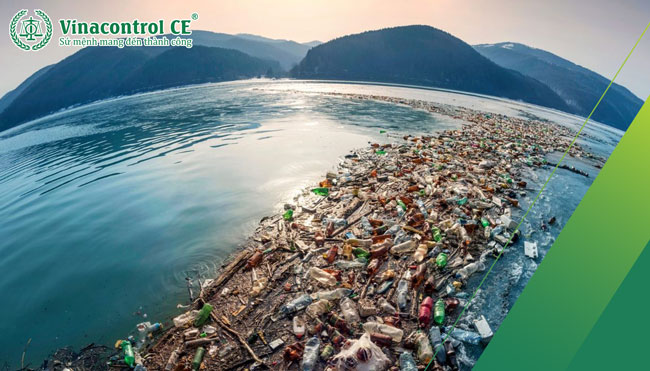 Vinacontrol CE®
Sứ mệnh mang đến thành công